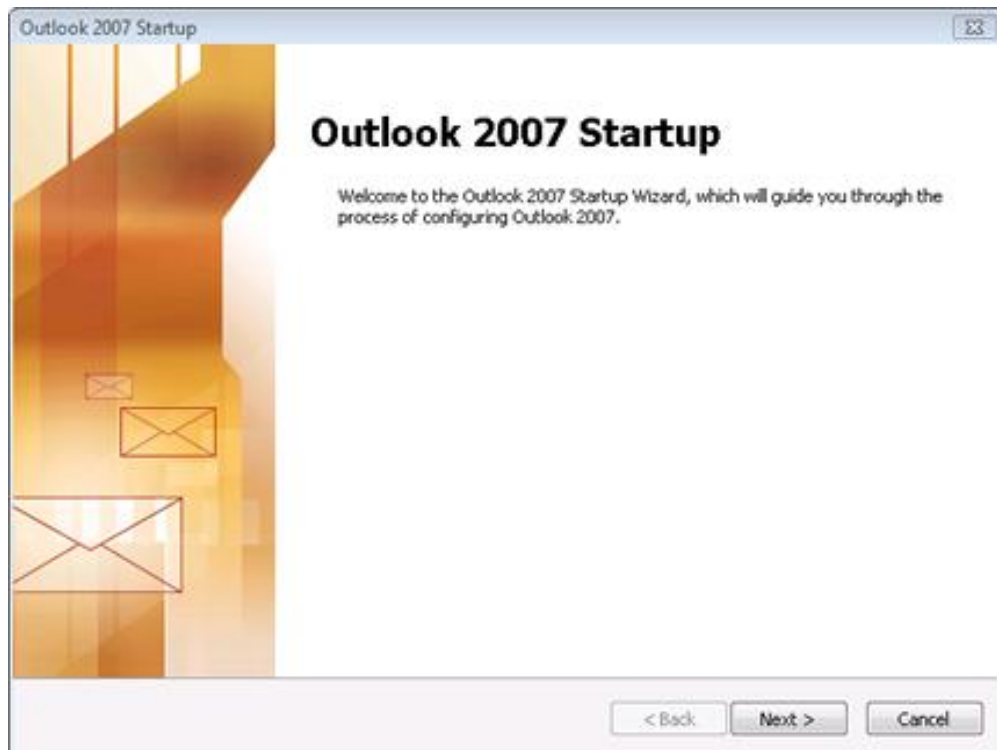 Outlook 2007 Startup
Outlook 2007 Startup
Welcome to the Outlook 2007 Startup Wizard, which will guide you through the
process of configuring Outlook 2007.
< Back Next > Cancel